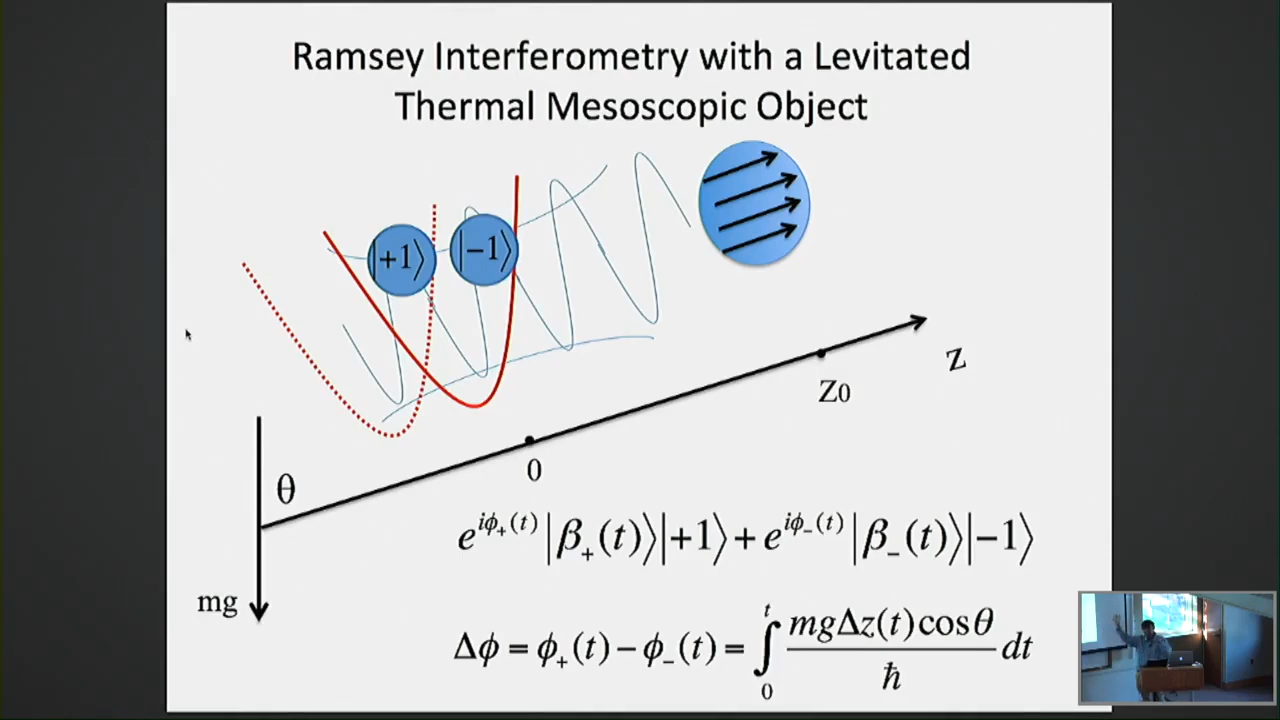 Ramsey Interferometry with a Levitated
Thermal Mesoscopic Object
|+1⟩ |−1⟩
z
Z0
0
θ
mg
e^{iϕ₊(t)}|β₊(t)⟩|+1⟩+e^{iϕ₋(t)}|β₋(t)⟩|−1⟩
Δϕ = ϕ₊(t)−ϕ₋(t) = ∫₀ᵗ mgΔz(t)cosθ/ħ dt